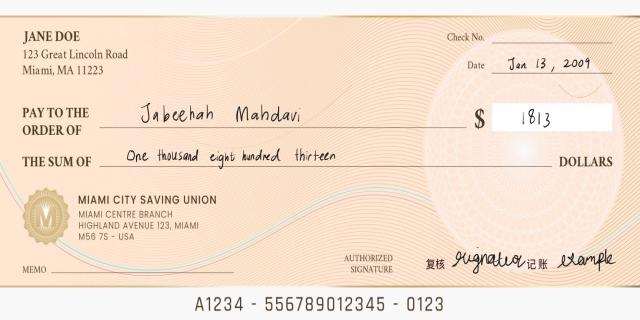 JANE DOE
123 Great Lincoln Road
Miami, MA 11223
Check No.
Date Jan 13, 2009
PAY TO THE
ORDER OF Jabeehah Mahdavi
$ 1813
THE SUM OF One thousand eight hundred thirteen DOLLARS
M
MIAMI CITY SAVING UNION
MIAMI CENTRE BRANCH
HIGHLAND AVENUE 123, MIAMI
M56 7S - USA
MEMO
AUTHORIZED
SIGNATURE
复核 记账 example
A1234 - 556789012345 - 0123